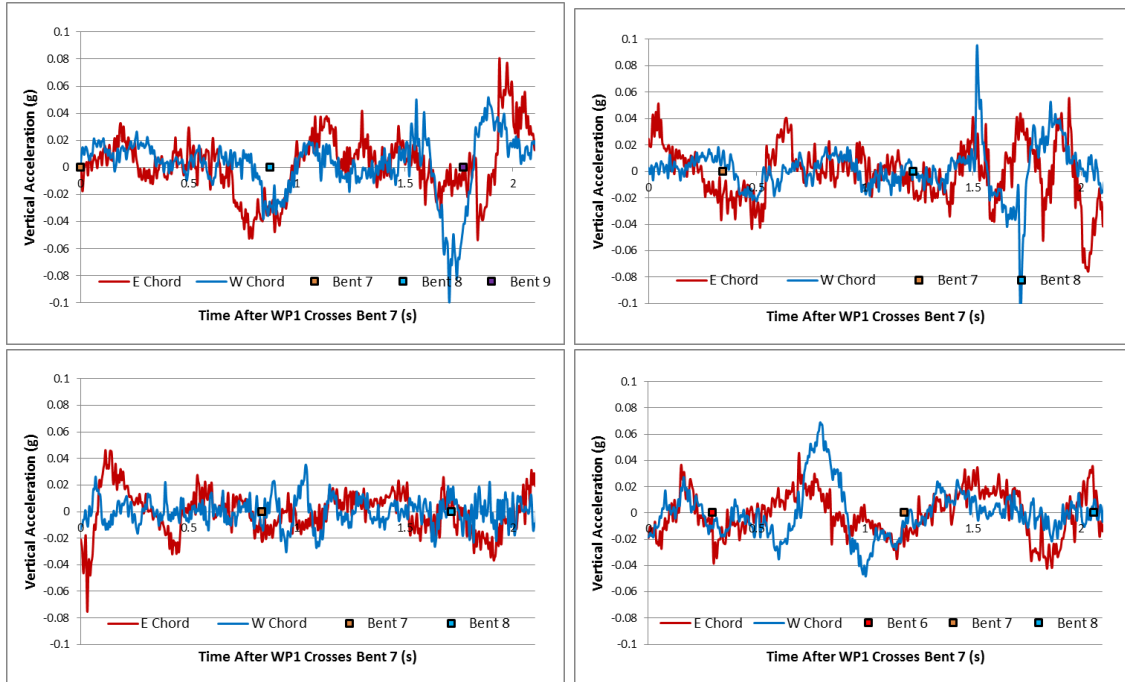 0.1
0.08
0.06
0.04
0.02
0
-0.02
-0.04
-0.06
-0.08
-0.1
0 0.5 1 1.5 2
Vertical Acceleration (g)
E Chord W Chord Bent 7 Bent 8 Bent 9
Time After WP1 Crosses Bent 7 (s)
0.1
0.08
0.06
0.04
0.02
0
-0.02
-0.04
-0.06
-0.08
-0.1
0 0.5 1 1.5 2
Vertical Acceleration (g)
E Chord W Chord Bent 7 Bent 8
Time After WP1 Crosses Bent 7 (s)
0.1
0.08
0.06
0.04
0.02
0
-0.02
-0.04
-0.06
-0.08
-0.1
0 0.5 1 1.5 2
Vertical Acceleration (g)
E Chord W Chord Bent 7 Bent 8
Time After WP1 Crosses Bent 7 (s)
0.1
0.08
0.06
0.04
0.02
0
-0.02
-0.04
-0.06
-0.08
-0.1
0 0.5 1 1.5 2
Vertical Acceleration (g)
E Chord W Chord Bent 6 Bent 7 Bent 8
Time After WP1 Crosses Bent 7 (s)